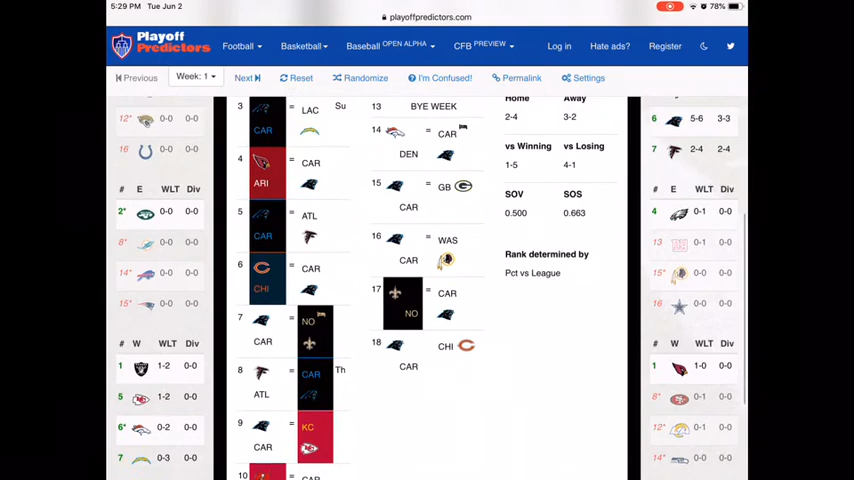 5:29 PM Tue Jun 2
78%
playoffpredictors.com
Playoff Predictors
Football
Basketball
Baseball OPEN ALPHA
CFB PREVIEW
Log in
Hate ads?
Register
Previous
Week: 1
Next
Reset
Randomize
I'm Confused!
Permalink
Settings
12* 0-0 0-0
16 0-0 0-0
# E WLT Div
2* 0-0 0-0
8* 0-0 0-0
14* 0-0 0-0
15* 0-0 0-0
# W WLT Div
1 1-2 0-0
5 1-2 0-0
6* 0-2 0-0
7 0-3 0-0
3 CAR = LAC Su
4 ARI = CAR
5 CAR = ATL
6 CHI = CAR
7 CAR = NO
8 ATL = CAR Th
9 CAR = KC
10 = CAR
13 BYE WEEK
14 DEN = CAR
15 CAR = GB
16 CAR = WAS
17 NO = CAR
18 CAR CHI
Home Away
2-4 3-2
vs Winning vs Losing
1-5 4-1
SOV SOS
0.500 0.663
Rank determined by
Pct vs League
6 5-6 3-3
7 2-4 2-4
# E WLT Div
4 0-1 0-0
13 0-1 0-0
15* 0-0 0-0
16 0-0 0-0
# W WLT Div
1 1-0 0-0
8* 0-1 0-0
12* 0-1 0-0
14* 0-0 0-0